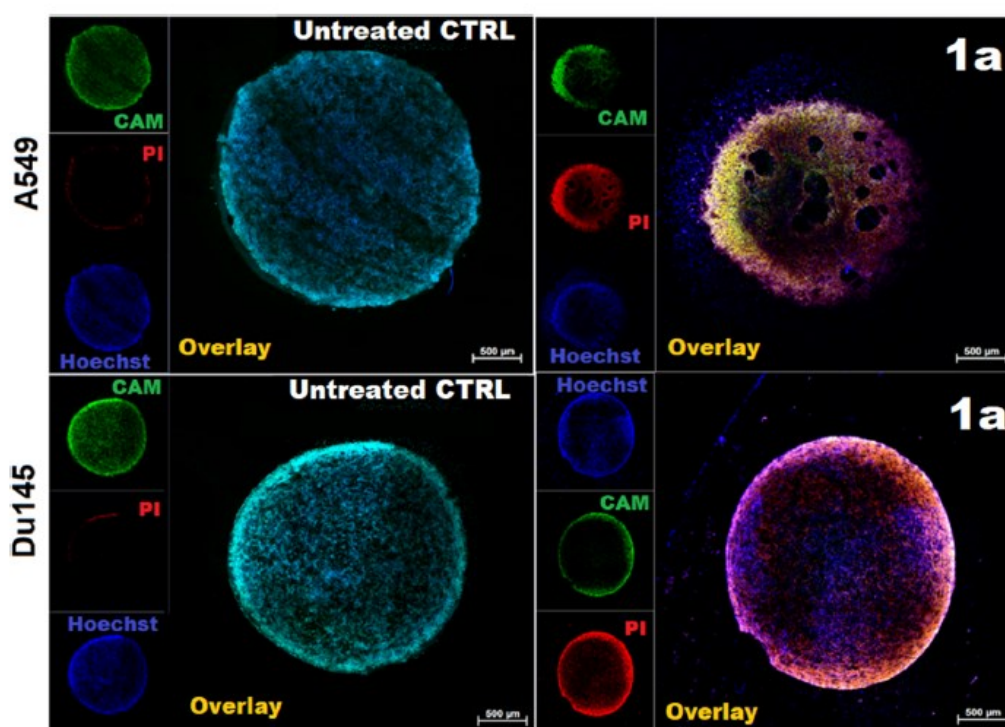 A549
CAM
PI
Hoechst
Untreated CTRL
Overlay
500 µm
CAM
PI
Hoechst
1a
Overlay
500 µm
Du145
CAM
PI
Hoechst
Untreated CTRL
Overlay
500 µm
Hoechst
CAM
PI
1a
Overlay
500 µm